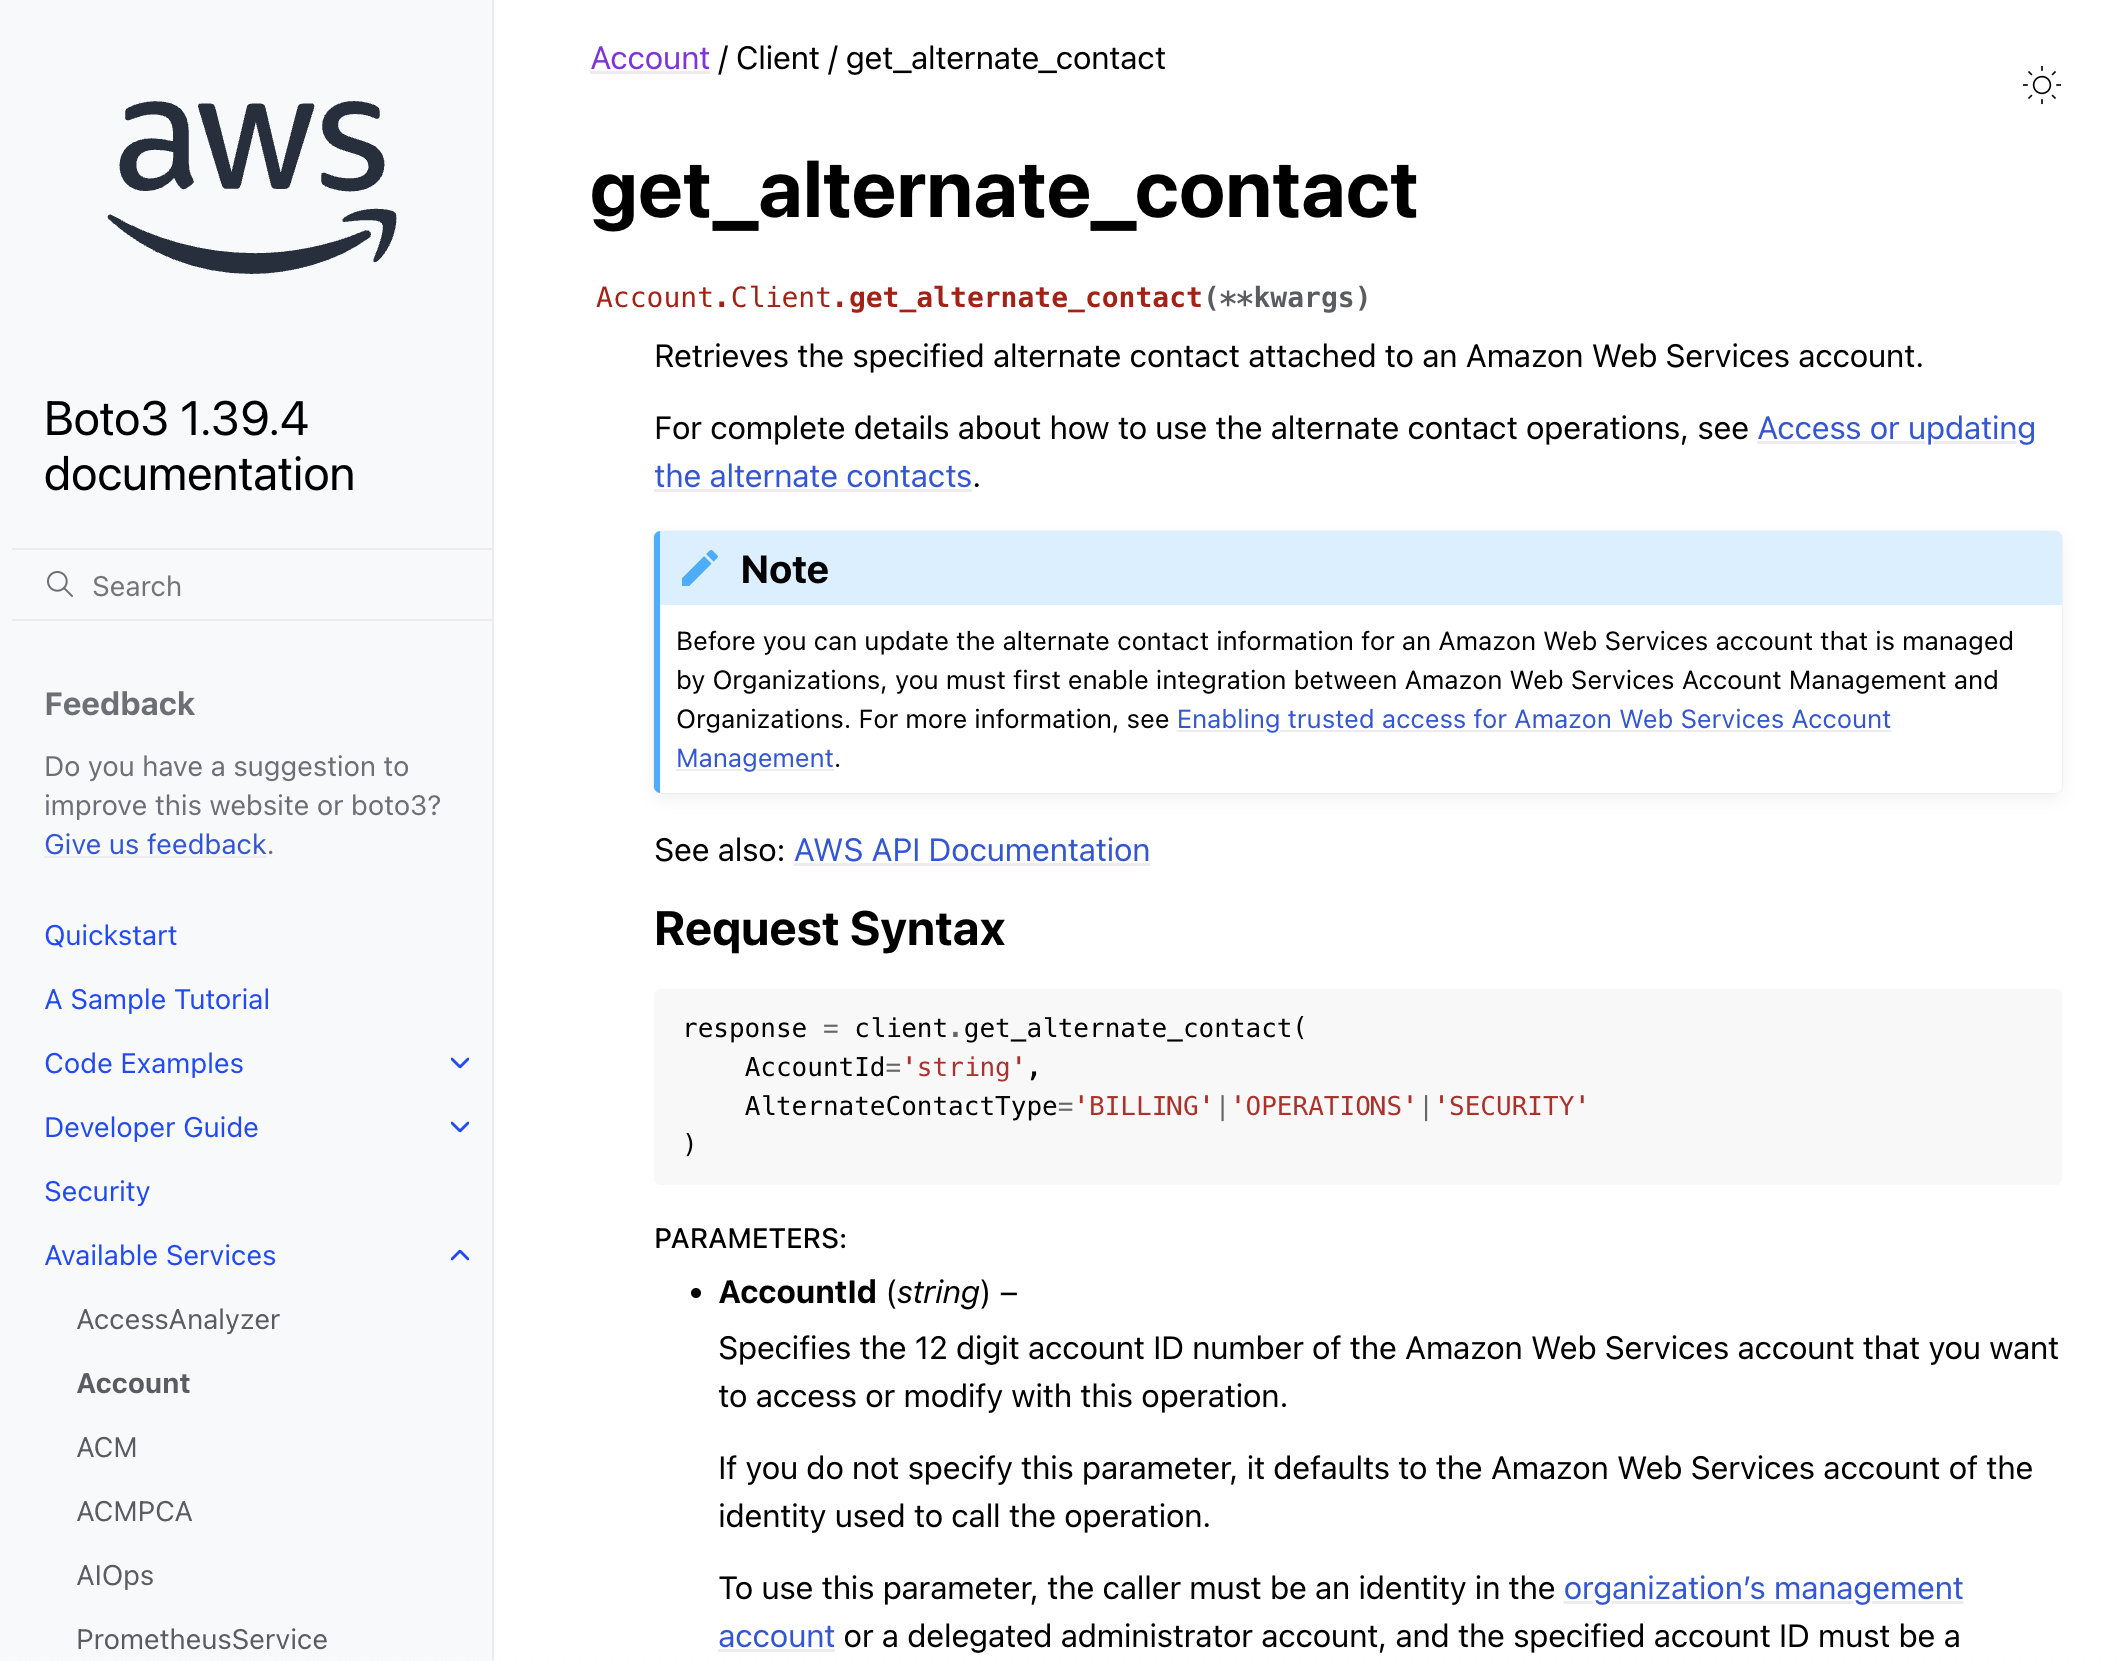 aws
Boto3 1.39.4
documentation
Search
Feedback
Do you have a suggestion to
improve this website or boto3?
Give us feedback.
Quickstart
A Sample Tutorial
Code Examples
Developer Guide
Security
Available Services
AccessAnalyzer
Account
ACM
ACMPCA
AIOps
PrometheusService
Account / Client / get_alternate_contact
get_alternate_contact
Account.Client.get_alternate_contact(**kwargs)
Retrieves the specified alternate contact attached to an Amazon Web Services account.
For complete details about how to use the alternate contact operations, see Access or updating
the alternate contacts.
Note
Before you can update the alternate contact information for an Amazon Web Services account that is managed
by Organizations, you must first enable integration between Amazon Web Services Account Management and
Organizations. For more information, see Enabling trusted access for Amazon Web Services Account
Management.
See also: AWS API Documentation
Request Syntax
response = client.get_alternate_contact(
    AccountId='string',
    AlternateContactType='BILLING'|'OPERATIONS'|'SECURITY'
)
PARAMETERS:
• AccountId (string) –
Specifies the 12 digit account ID number of the Amazon Web Services account that you want
to access or modify with this operation.
If you do not specify this parameter, it defaults to the Amazon Web Services account of the
identity used to call the operation.
To use this parameter, the caller must be an identity in the organization’s management
account or a delegated administrator account, and the specified account ID must be a